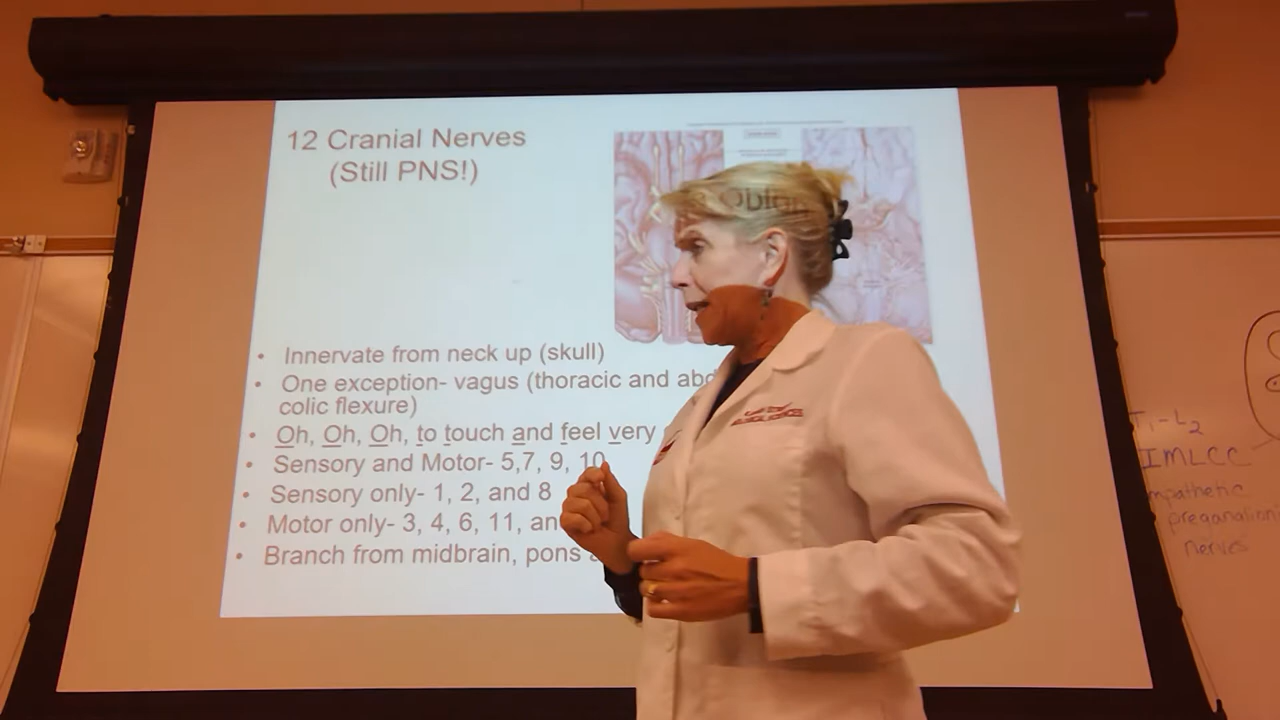 12 Cranial Nerves
(Still PNS!)
Innervate from neck up (skull)
One exception- vagus (thoracic and abd
colic flexure)
Oh, Oh, Oh, to touch and feel very
Sensory and Motor- 5,7, 9, 10
Sensory only- 1, 2, and 8
Motor only- 3, 4, 6, 11, an
Branch from midbrain, pons
T1-L2
IMLCC
mpathetic
preganglion
nerves